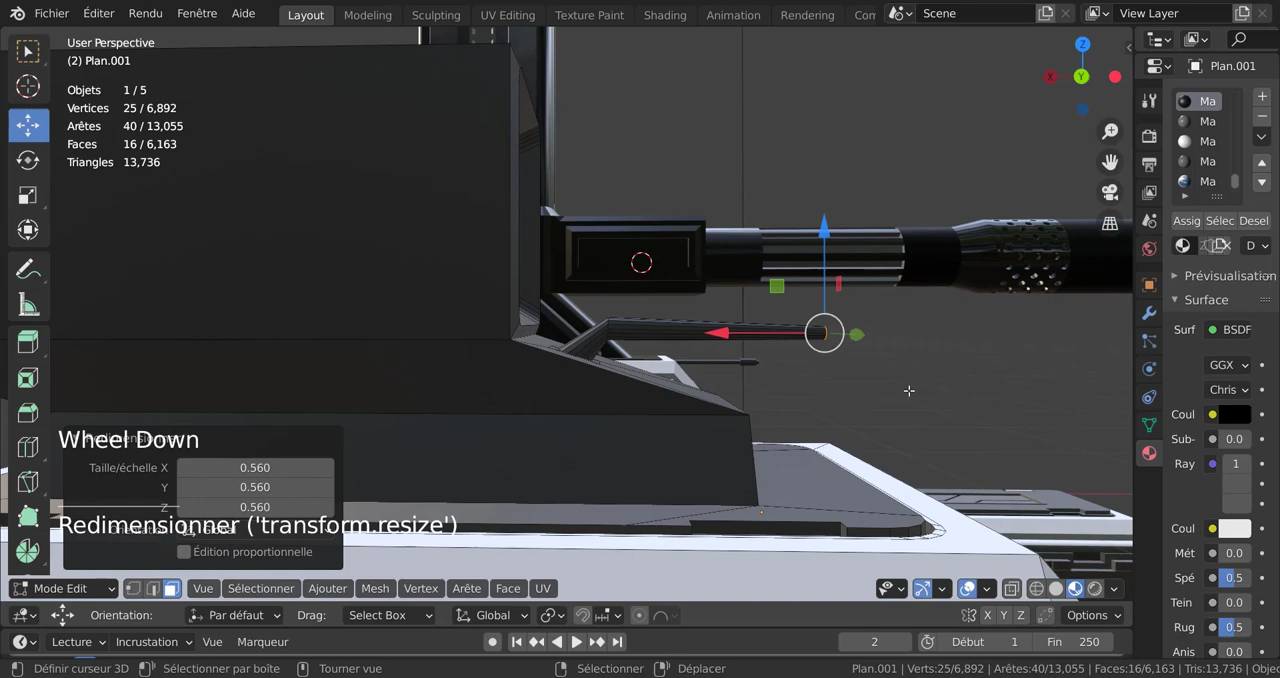 Fichier Éditer Rendu Fenêtre Aide Layout Modeling Sculpting UV Editing Texture Paint Shading Animation Rendering Com Scene View Layer
User Perspective
(2) Plan.001
Objets 1 / 5
Vertices 25 / 6,892
Arêtes 40 / 13,055
Faces 16 / 6,163
Triangles 13,736
Z
X
Y
Plan.001
Ma
Ma
Ma
Ma
Ma
Assig Sélec Desel
D
Prévisualisation
Surface
Surf BSDF
GGX
Chris
Coul
Sub- 0.0
Ray 1
Coul
Mét 0.0
Spé 0.5
Tein 0.0
Rug 0.5
Anis 0.0
Wheel Down
Taille/échelle X 0.560
Y 0.560
Z 0.560
Redimensionner ('transform.resize')
Édition proportionnelle
Mode Edit Vue Sélectionner Ajouter Mesh Vertex Arête Face UV
Orientation: Par défaut Drag: Select Box Global X Y Z Options
Lecture Incrustation Vue Marqueur 2 Début 1 Fin 250
Définir curseur 3D Sélectionner par boîte Tourner vue Sélectionner Déplacer Plan.001 | Verts:25/6,892 | Arêtes:40/13,055 | Faces:16/6,163 | Tris:13,736 | Obje